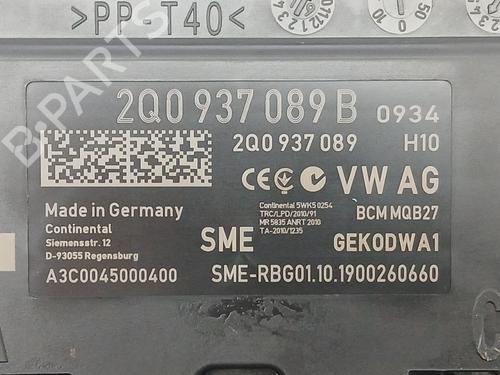 >PP-T40<
2Q0 937 089 B 0934
2Q0 937 089 H10
CE VW AG
Continental 5WK5 0254
TRC/LPD/2010/91
MR 5835 ANRT 2010
TA-2010/1235
BCM MQB27
Made in Germany
Continental
Siemensstr. 12
D-93055 Regensburg
SME GEKODWA1
A3C0045000400 SME-RBG01.10.1900260660
B-PARTS